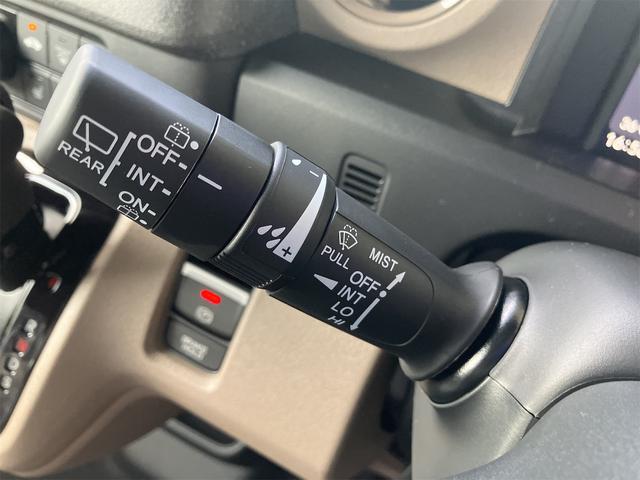 OFF
INT
REAR
ON
MIST
PULL
OFF
INT
LO
HI